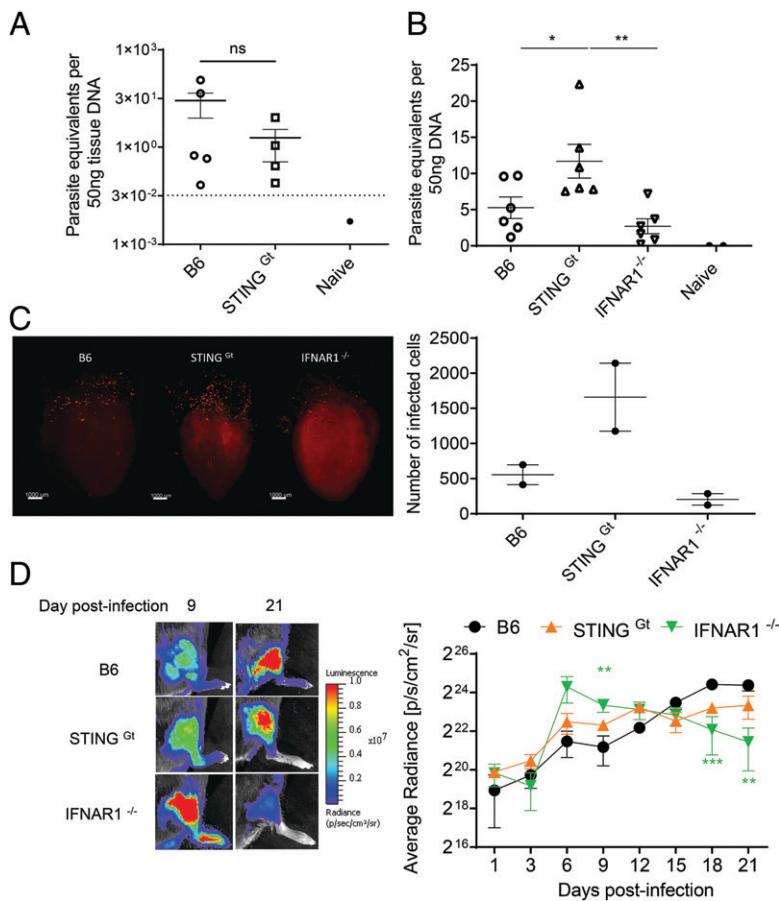 A
Parasite equivalents per
50ng tissue DNA
1×10³
3×10¹
1×10⁰
3×10⁻²
1×10⁻³
ns
B6
STING Gt
Naive
B
Parasite equivalents per
50ng DNA
25
20
15
10
5
0
*
**
B6
STING Gt
IFNAR1 -/-
Naive
C
B6
STING Gt
IFNAR1 -/-
1000 µm
1000 µm
1000 µm
Number of infected cells
2500
2000
1500
1000
500
0
B6
STING Gt
IFNAR1 -/-
D
Day post-infection 9 21
B6
STING Gt
IFNAR1 -/-
Luminescence
1.0
0.8
0.6
0.4
0.2
x10⁷
Radiance
(p/sec/cm²/sr)
B6 STING Gt IFNAR1 -/-
Average Radiance [p/s/cm²/sr]
2²⁶
2²⁴
2²²
2²⁰
2¹⁸
2¹⁶
**
***
**
1 3 6 9 12 15 18 21
Days post-infection